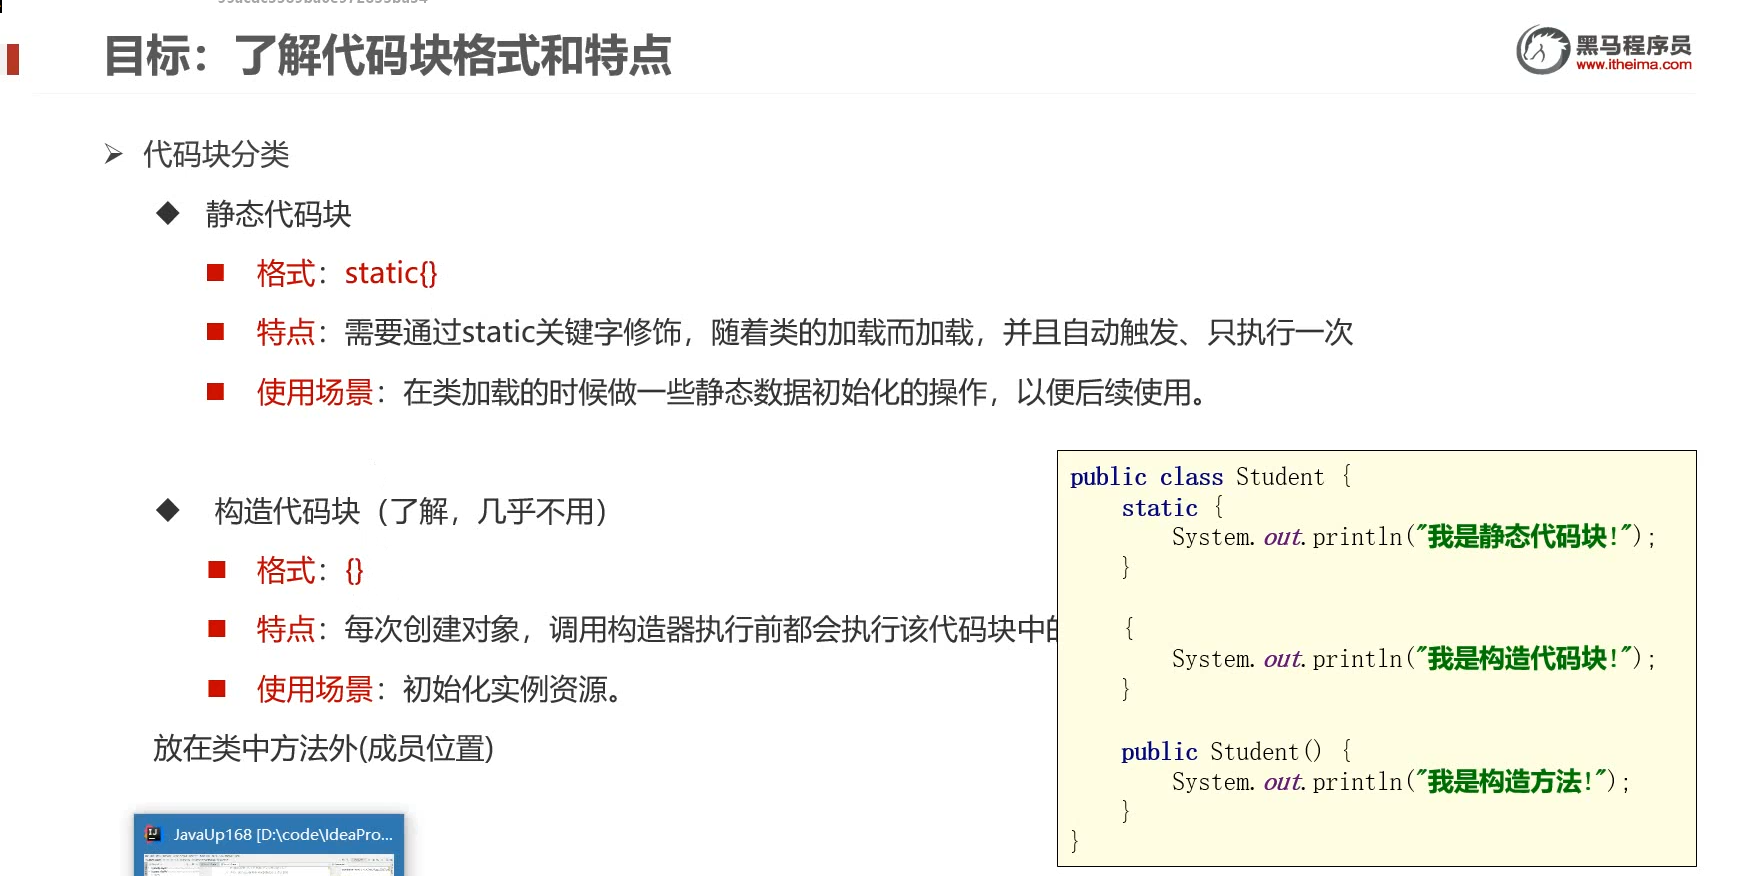 目标：了解代码块格式和特点
黑马程序员
www.itheima.com
代码块分类
静态代码块
格式：static{}
特点：需要通过static关键字修饰，随着类的加载而加载，并且自动触发、只执行一次
使用场景：在类加载的时候做一些静态数据初始化的操作，以便后续使用。
构造代码块（了解，几乎不用）
格式：{}
特点：每次创建对象，调用构造器执行前都会执行该代码块中的
使用场景：初始化实例资源。
放在类中方法外(成员位置)
public class Student {
static {
System.out.println("我是静态代码块!");
}
{
System.out.println("我是构造代码块!");
}
public Student() {
System.out.println("我是构造方法!");
}
}
JavaUp168 [D:\code\IdeaPro...